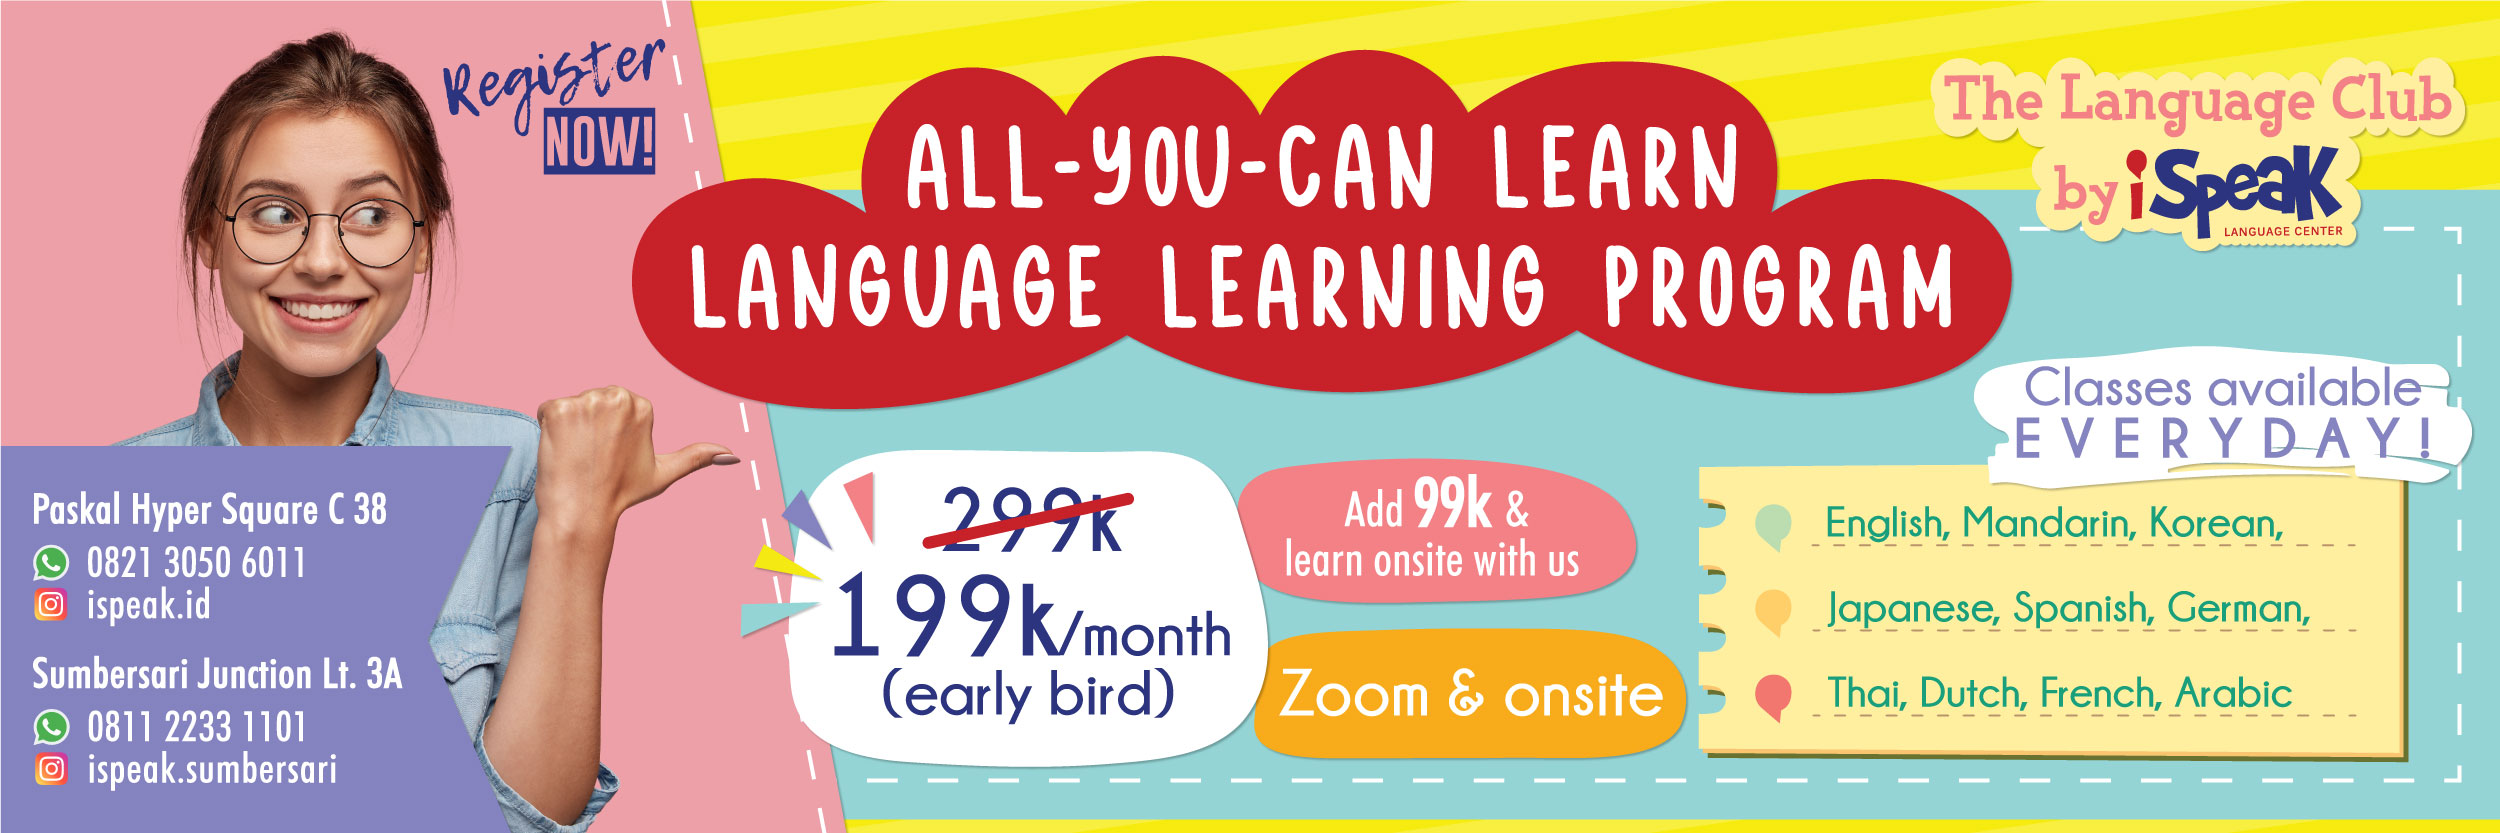 Register
NOW!
ALL-YOU-CAN LEARN
LANGUAGE LEARNING PROGRAM
The Language Club
by iSpeak
LANGUAGE CENTER
Paskal Hyper Square C 38
0821 3050 6011
ispeak.id
Sumbersari Junction Lt. 3A
0811 2233 1101
ispeak.sumbersari
299k
199k/month
(early bird)
Add 99k &
learn onsite with us
Zoom & onsite
Classes available
EVERYDAY!
English, Mandarin, Korean,
Japanese, Spanish, German,
Thai, Dutch, French, Arabic